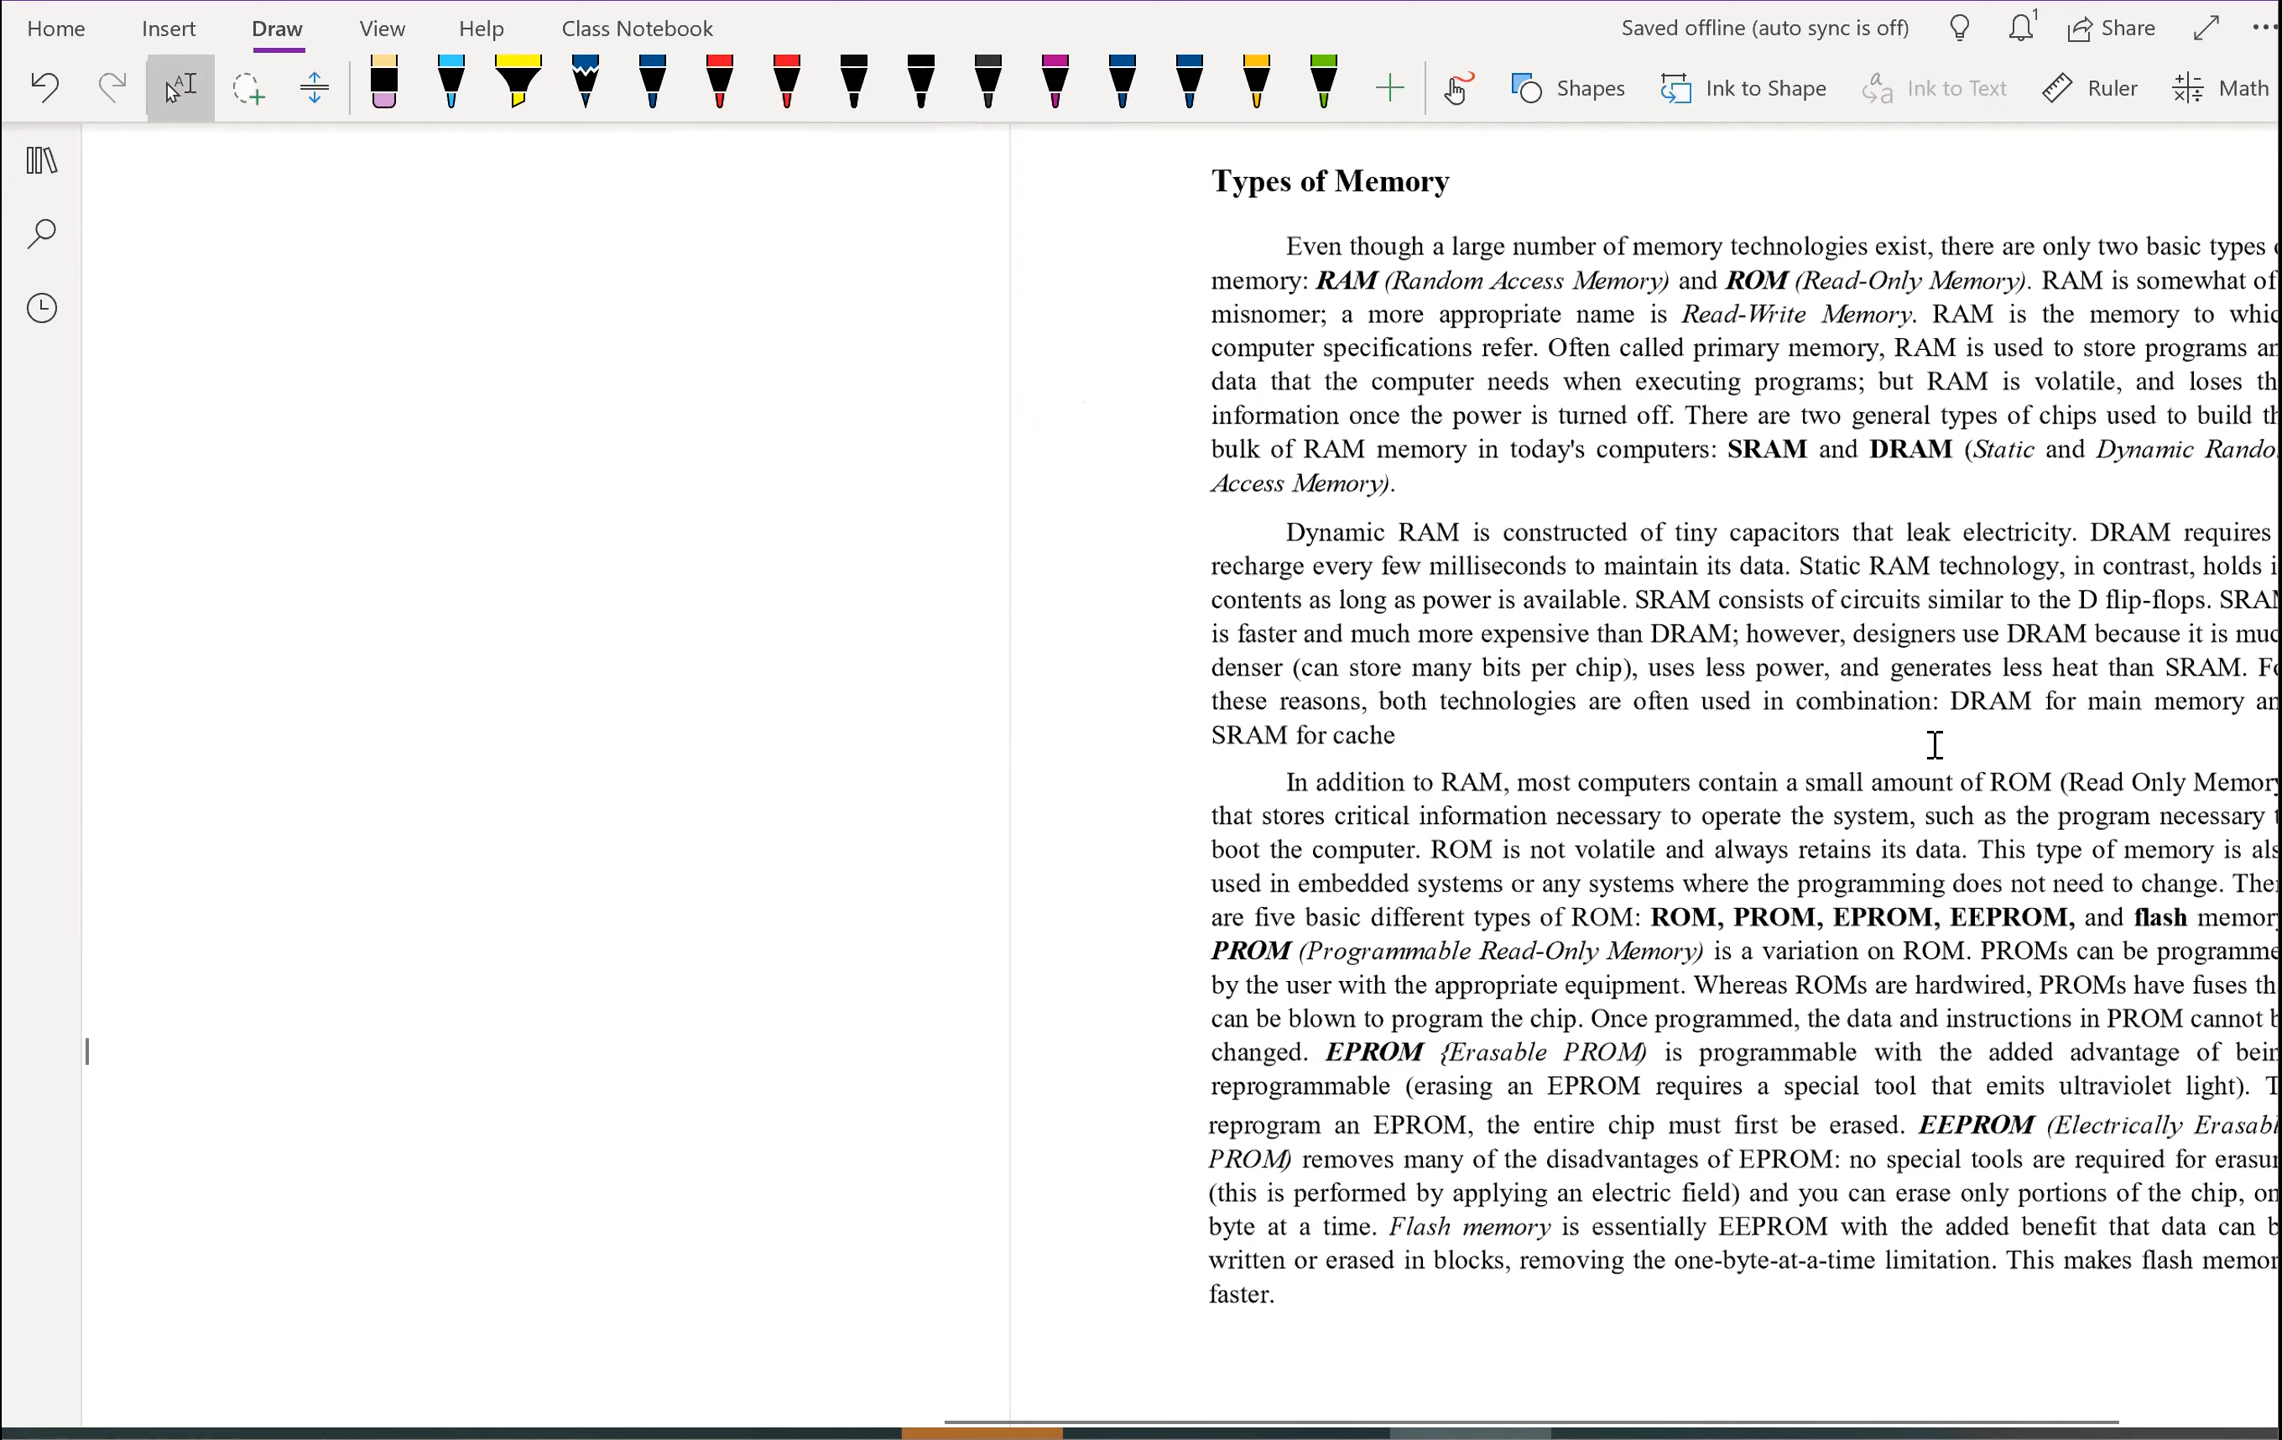 Home Insert Draw View Help Class Notebook Saved offline (auto sync is off) 1 Share
Shapes Ink to Shape Ink to Text Ruler Math
Types of Memory
Even though a large number of memory technologies exist, there are only two basic types
memory: RAM (Random Access Memory) and ROM (Read-Only Memory). RAM is somewhat of
misnomer; a more appropriate name is Read-Write Memory. RAM is the memory to whic
computer specifications refer. Often called primary memory, RAM is used to store programs an
data that the computer needs when executing programs; but RAM is volatile, and loses th
information once the power is turned off. There are two general types of chips used to build th
bulk of RAM memory in today's computers: SRAM and DRAM (Static and Dynamic Rando
Access Memory).
Dynamic RAM is constructed of tiny capacitors that leak electricity. DRAM requires
recharge every few milliseconds to maintain its data. Static RAM technology, in contrast, holds i
contents as long as power is available. SRAM consists of circuits similar to the D flip-flops. SRAM
is faster and much more expensive than DRAM; however, designers use DRAM because it is muc
denser (can store many bits per chip), uses less power, and generates less heat than SRAM. Fo
these reasons, both technologies are often used in combination: DRAM for main memory an
SRAM for cache
In addition to RAM, most computers contain a small amount of ROM (Read Only Memory
that stores critical information necessary to operate the system, such as the program necessary t
boot the computer. ROM is not volatile and always retains its data. This type of memory is als
used in embedded systems or any systems where the programming does not need to change. Ther
are five basic different types of ROM: ROM, PROM, EPROM, EEPROM, and flash memory
PROM (Programmable Read-Only Memory) is a variation on ROM. PROMs can be programme
by the user with the appropriate equipment. Whereas ROMs are hardwired, PROMs have fuses th
can be blown to program the chip. Once programmed, the data and instructions in PROM cannot b
changed. EPROM {Erasable PROM) is programmable with the added advantage of bein
reprogrammable (erasing an EPROM requires a special tool that emits ultraviolet light). T
reprogram an EPROM, the entire chip must first be erased. EEPROM (Electrically Erasabl
PROM) removes many of the disadvantages of EPROM: no special tools are required for erasur
(this is performed by applying an electric field) and you can erase only portions of the chip, on
byte at a time. Flash memory is essentially EEPROM with the added benefit that data can b
written or erased in blocks, removing the one-byte-at-a-time limitation. This makes flash memor
faster.